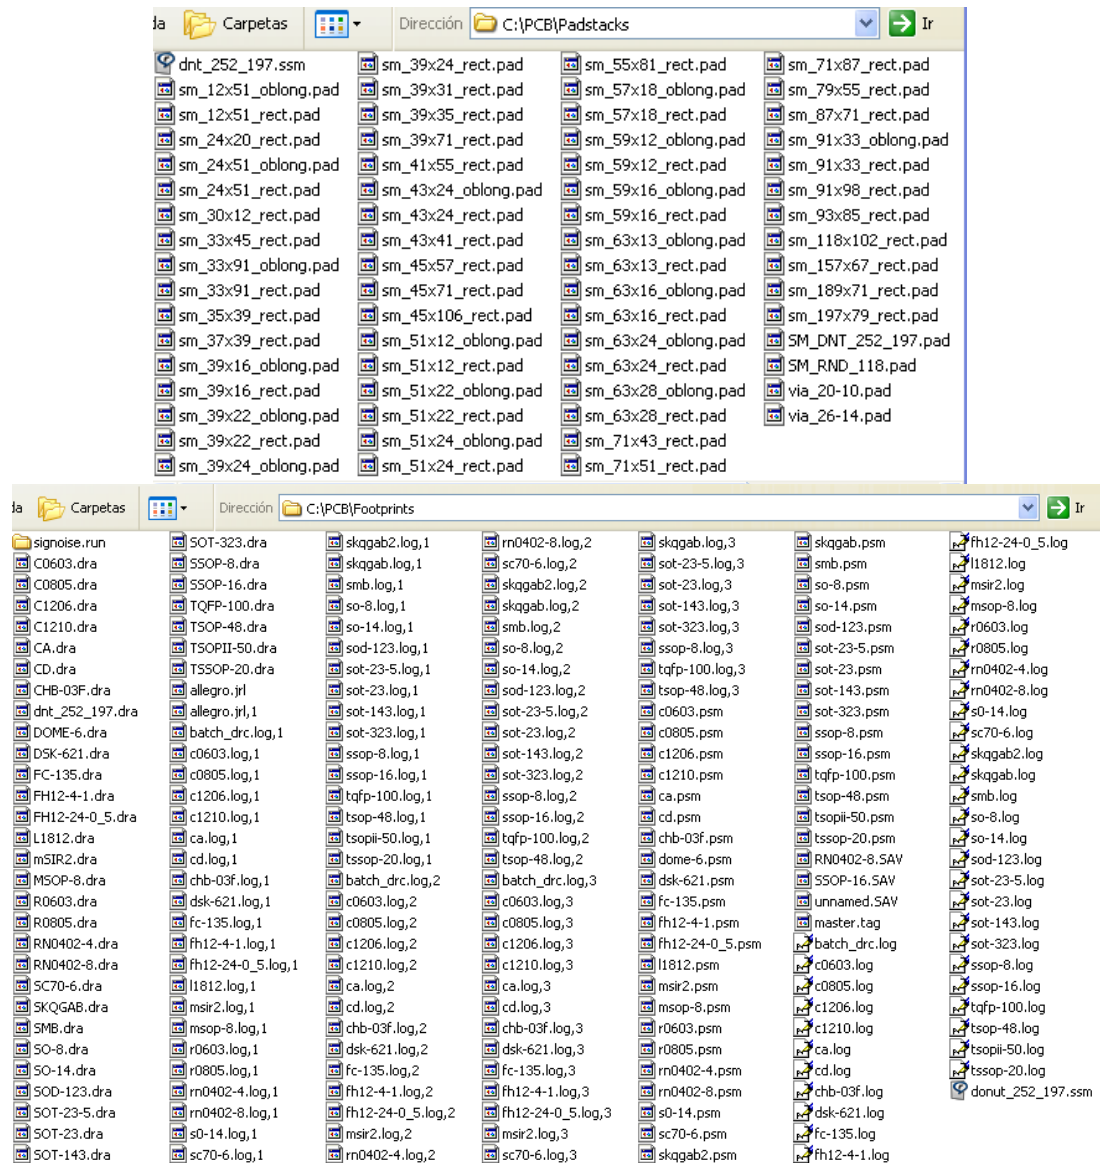 da Carpetas Dirección C:\PCB\Padstacks Ir
dnt_252_197.ssm
sm_12x51_oblong.pad
sm_12x51_rect.pad
sm_24x20_rect.pad
sm_24x51_oblong.pad
sm_24x51_rect.pad
sm_30x12_rect.pad
sm_33x45_rect.pad
sm_33x91_oblong.pad
sm_33x91_rect.pad
sm_35x39_rect.pad
sm_37x39_rect.pad
sm_39x16_oblong.pad
sm_39x16_rect.pad
sm_39x22_oblong.pad
sm_39x22_rect.pad
sm_39x24_oblong.pad
sm_39x24_rect.pad
sm_39x31_rect.pad
sm_39x35_rect.pad
sm_39x71_rect.pad
sm_41x55_rect.pad
sm_43x24_oblong.pad
sm_43x24_rect.pad
sm_43x41_rect.pad
sm_45x57_rect.pad
sm_45x71_rect.pad
sm_45x106_rect.pad
sm_51x12_oblong.pad
sm_51x12_rect.pad
sm_51x22_oblong.pad
sm_51x22_rect.pad
sm_51x24_oblong.pad
sm_51x24_rect.pad
sm_55x81_rect.pad
sm_57x18_oblong.pad
sm_57x18_rect.pad
sm_59x12_oblong.pad
sm_59x12_rect.pad
sm_59x16_oblong.pad
sm_59x16_rect.pad
sm_63x13_oblong.pad
sm_63x13_rect.pad
sm_63x16_oblong.pad
sm_63x16_rect.pad
sm_63x24_oblong.pad
sm_63x24_rect.pad
sm_63x28_oblong.pad
sm_63x28_rect.pad
sm_71x43_rect.pad
sm_71x51_rect.pad
sm_71x87_rect.pad
sm_79x55_rect.pad
sm_87x71_rect.pad
sm_91x33_oblong.pad
sm_91x33_rect.pad
sm_91x98_rect.pad
sm_93x85_rect.pad
sm_118x102_rect.pad
sm_157x67_rect.pad
sm_189x71_rect.pad
sm_197x79_rect.pad
SM_DNT_252_197.pad
SM_RND_118.pad
via_20-10.pad
via_26-14.pad
da Carpetas Dirección C:\PCB\Footprints Ir
signoise.run
C0603.dra
C0805.dra
C1206.dra
C1210.dra
CA.dra
CD.dra
CHB-03F.dra
dnt_252_197.dra
DOME-6.dra
DSK-621.dra
FC-135.dra
FH12-4-1.dra
FH12-24-0_5.dra
L1812.dra
mSIR2.dra
MSOP-8.dra
R0603.dra
R0805.dra
RN0402-4.dra
RN0402-8.dra
SC70-6.dra
SKQGAB.dra
SMB.dra
SO-8.dra
SO-14.dra
SOD-123.dra
SOT-23-5.dra
SOT-23.dra
SOT-143.dra
SOT-323.dra
SSOP-8.dra
SSOP-16.dra
TQFP-100.dra
TSOP-48.dra
TSOPII-50.dra
TSSOP-20.dra
allegro.jrl
allegro.jrl,1
batch_drc.log,1
c0603.log,1
c0805.log,1
c1206.log,1
c1210.log,1
ca.log,1
cd.log,1
chb-03f.log,1
dsk-621.log,1
fc-135.log,1
fh12-4-1.log,1
fh12-24-0_5.log,1
l1812.log,1
msir2.log,1
msop-8.log,1
r0603.log,1
r0805.log,1
rn0402-4.log,1
rn0402-8.log,1
s0-14.log,1
sc70-6.log,1
skqgab2.log,1
skqgab.log,1
smb.log,1
so-8.log,1
so-14.log,1
sod-123.log,1
sot-23-5.log,1
sot-23.log,1
sot-143.log,1
sot-323.log,1
ssop-8.log,1
ssop-16.log,1
tqfp-100.log,1
tsop-48.log,1
tsopii-50.log,1
tssop-20.log,1
batch_drc.log,2
c0603.log,2
c0805.log,2
c1206.log,2
c1210.log,2
ca.log,2
cd.log,2
chb-03f.log,2
dsk-621.log,2
fc-135.log,2
fh12-4-1.log,2
fh12-24-0_5.log,2
msir2.log,2
rn0402-4.log,2
rn0402-8.log,2
sc70-6.log,2
skqgab2.log,2
skqgab.log,2
smb.log,2
so-8.log,2
so-14.log,2
sod-123.log,2
sot-23-5.log,2
sot-23.log,2
sot-143.log,2
sot-323.log,2
ssop-8.log,2
ssop-16.log,2
tqfp-100.log,2
tsop-48.log,2
batch_drc.log,3
c0603.log,3
c0805.log,3
c1206.log,3
c1210.log,3
ca.log,3
cd.log,3
chb-03f.log,3
dsk-621.log,3
fc-135.log,3
fh12-4-1.log,3
fh12-24-0_5.log,3
msir2.log,3
sc70-6.log,3
skqgab.log,3
sot-23-5.log,3
sot-23.log,3
sot-143.log,3
sot-323.log,3
ssop-8.log,3
tqfp-100.log,3
tsop-48.log,3
c0603.psm
c0805.psm
c1206.psm
c1210.psm
ca.psm
cd.psm
chb-03f.psm
dome-6.psm
dsk-621.psm
fc-135.psm
fh12-4-1.psm
fh12-24-0_5.psm
l1812.psm
msir2.psm
msop-8.psm
r0603.psm
r0805.psm
rn0402-4.psm
rn0402-8.psm
s0-14.psm
sc70-6.psm
skqgab2.psm
skqgab.psm
smb.psm
so-8.psm
so-14.psm
sod-123.psm
sot-23-5.psm
sot-23.psm
sot-143.psm
sot-323.psm
ssop-8.psm
ssop-16.psm
tqfp-100.psm
tsop-48.psm
tsopii-50.psm
tssop-20.psm
RN0402-8.SAV
SSOP-16.SAV
unnamed.SAV
master.tag
batch_drc.log
c0603.log
c0805.log
c1206.log
c1210.log
ca.log
cd.log
chb-03f.log
dsk-621.log
fc-135.log
fh12-4-1.log
fh12-24-0_5.log
l1812.log
msir2.log
msop-8.log
r0603.log
r0805.log
rn0402-4.log
rn0402-8.log
s0-14.log
sc70-6.log
skqgab2.log
skqgab.log
smb.log
so-8.log
so-14.log
sod-123.log
sot-23-5.log
sot-23.log
sot-143.log
sot-323.log
ssop-8.log
ssop-16.log
tqfp-100.log
tsop-48.log
tsopii-50.log
tssop-20.log
donut_252_197.ssm